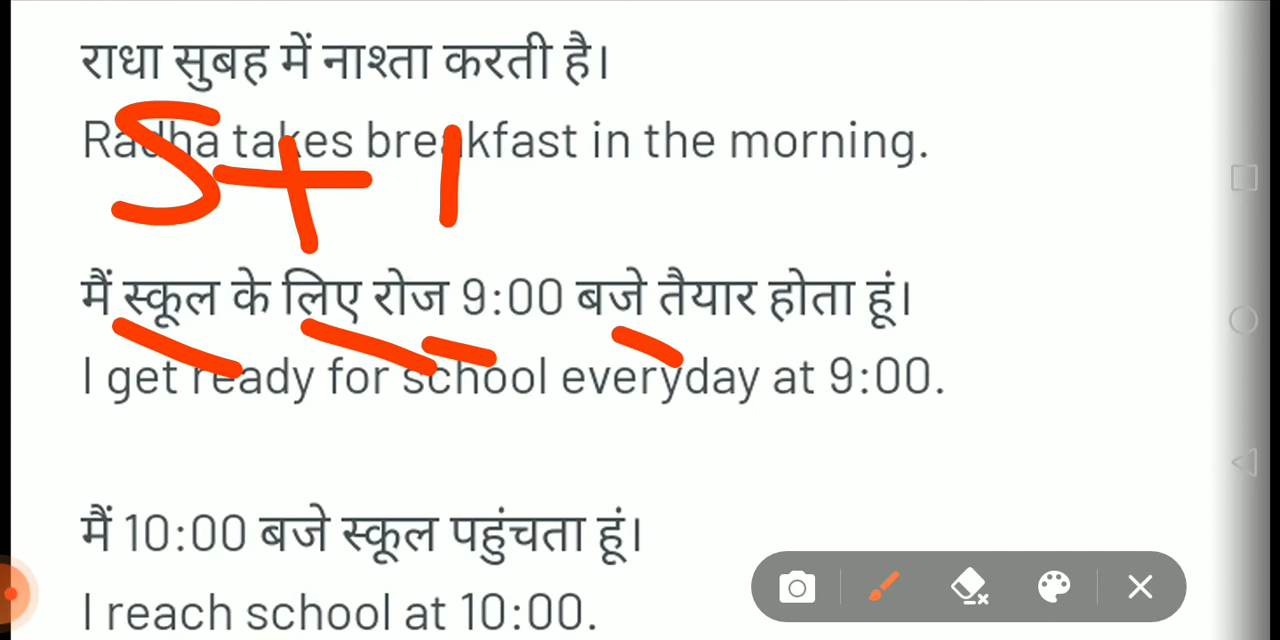 राधा सुबह में नाश्ता करती है।
Radha takes breakfast in the morning.
S+1
मैं स्कूल के लिए रोज 9:00 बजे तैयार होता हूं।
I get ready for school everyday at 9:00.
मैं 10:00 बजे स्कूल पहुंचता हूं।
I reach school at 10:00.